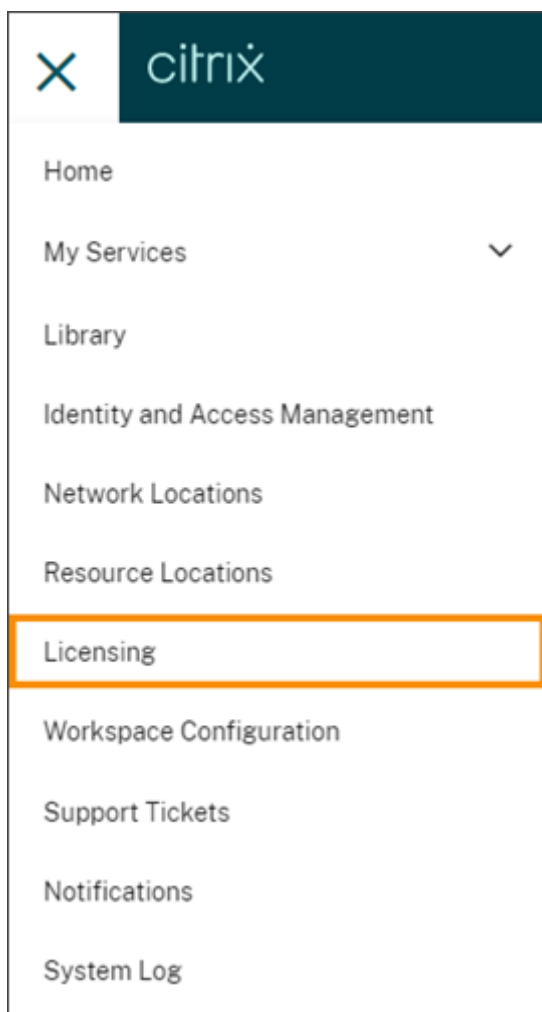 citrix
Home
My Services
Library
Identity and Access Management
Network Locations
Resource Locations
Licensing
Workspace Configuration
Support Tickets
Notifications
System Log